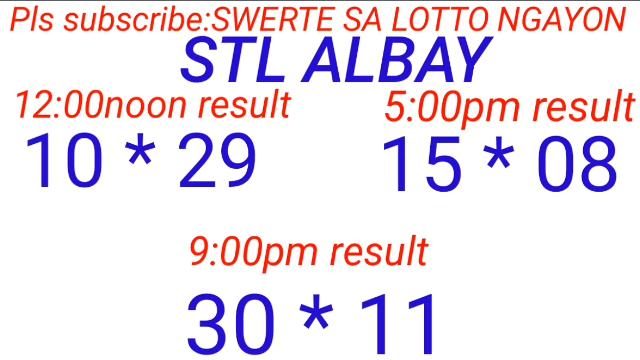 Pls subscribe:SWERTE SA LOTTO NGAYON
STL ALBAY
12:00noon result
10 * 29
5:00pm result
15 * 08
9:00pm result
30 * 11